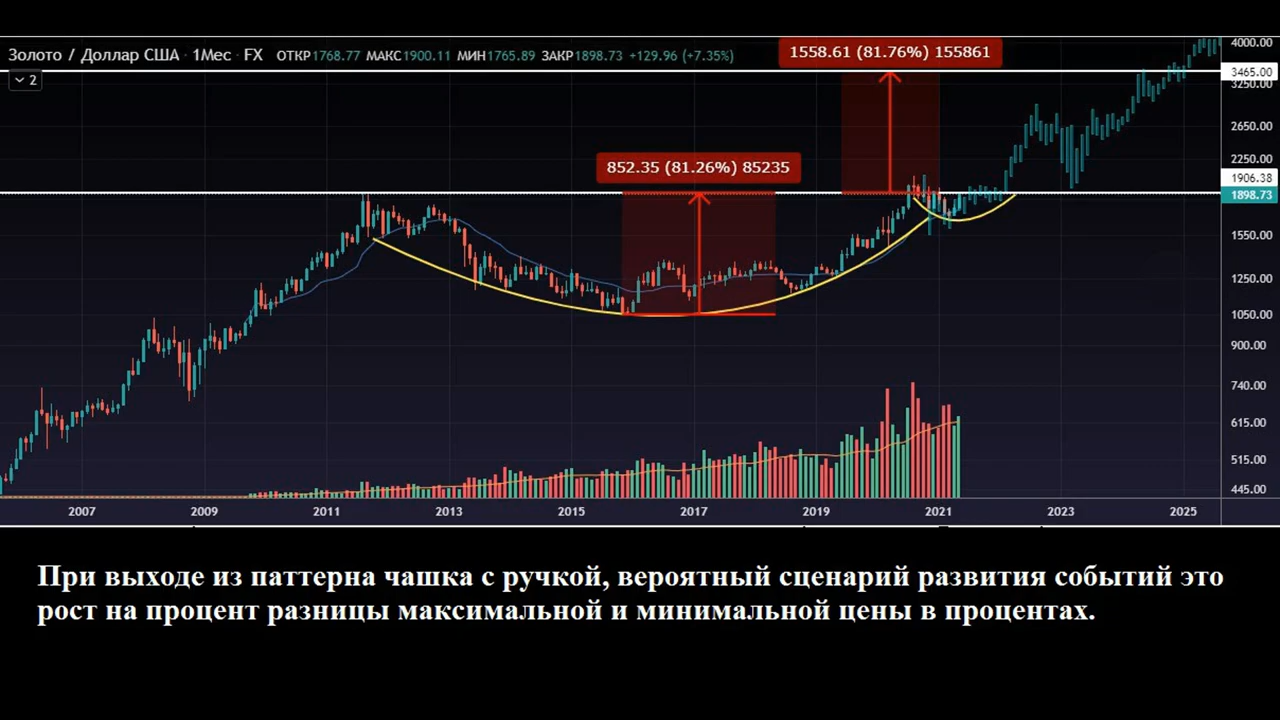 Золото / Доллар США · 1Мес · FX ОТКР1768.77 МАКС1900.11 МИН1765.89 ЗАКР1898.73 +129.96 (+7.35%)
2
1558.61 (81.76%) 155861
852.35 (81.26%) 85235
4000.00
3465.00
3250.00
2650.00
2250.00
1906.38
1898.73
1550.00
1250.00
1050.00
900.00
740.00
615.00
515.00
445.00
2007 2009 2011 2013 2015 2017 2019 2021 2023 2025
При выходе из паттерна чашка с ручкой, вероятный сценарий развития событий это
рост на процент разницы максимальной и минимальной цены в процентах.